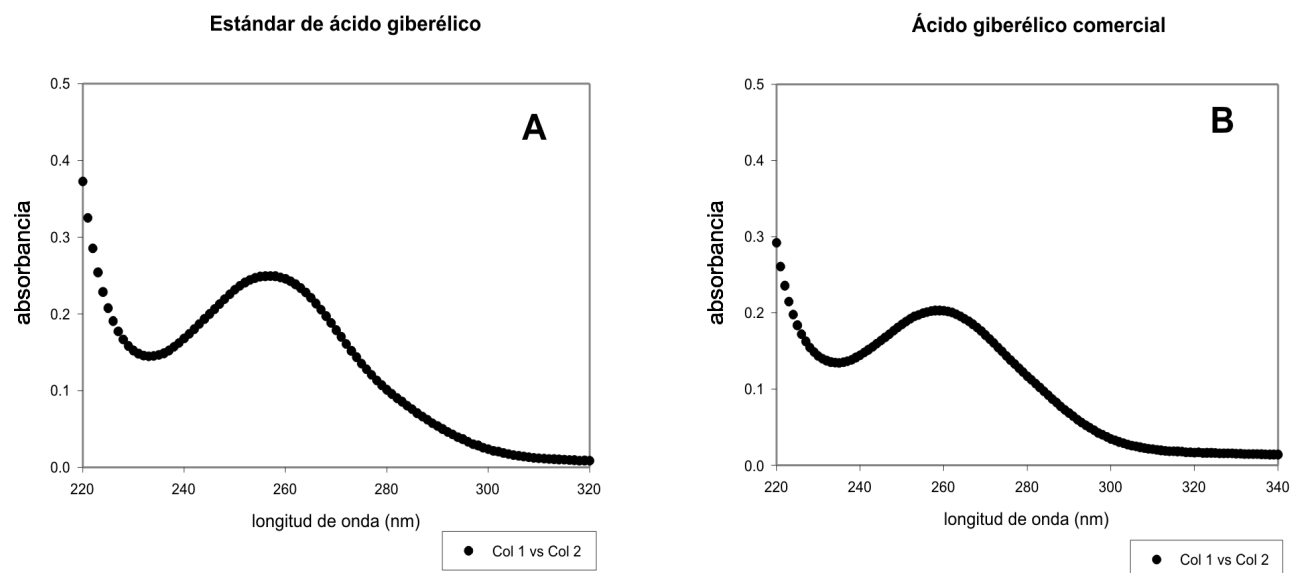 Estándar de ácido giberélico
A
absorbancia
0.5
0.4
0.3
0.2
0.1
0.0
220 240 260 280 300 320
longitud de onda (nm)
Col 1 vs Col 2
Ácido giberélico comercial
B
absorbancia
0.5
0.4
0.3
0.2
0.1
0.0
220 240 260 280 300 320 340
longitud de onda (nm)
Col 1 vs Col 2